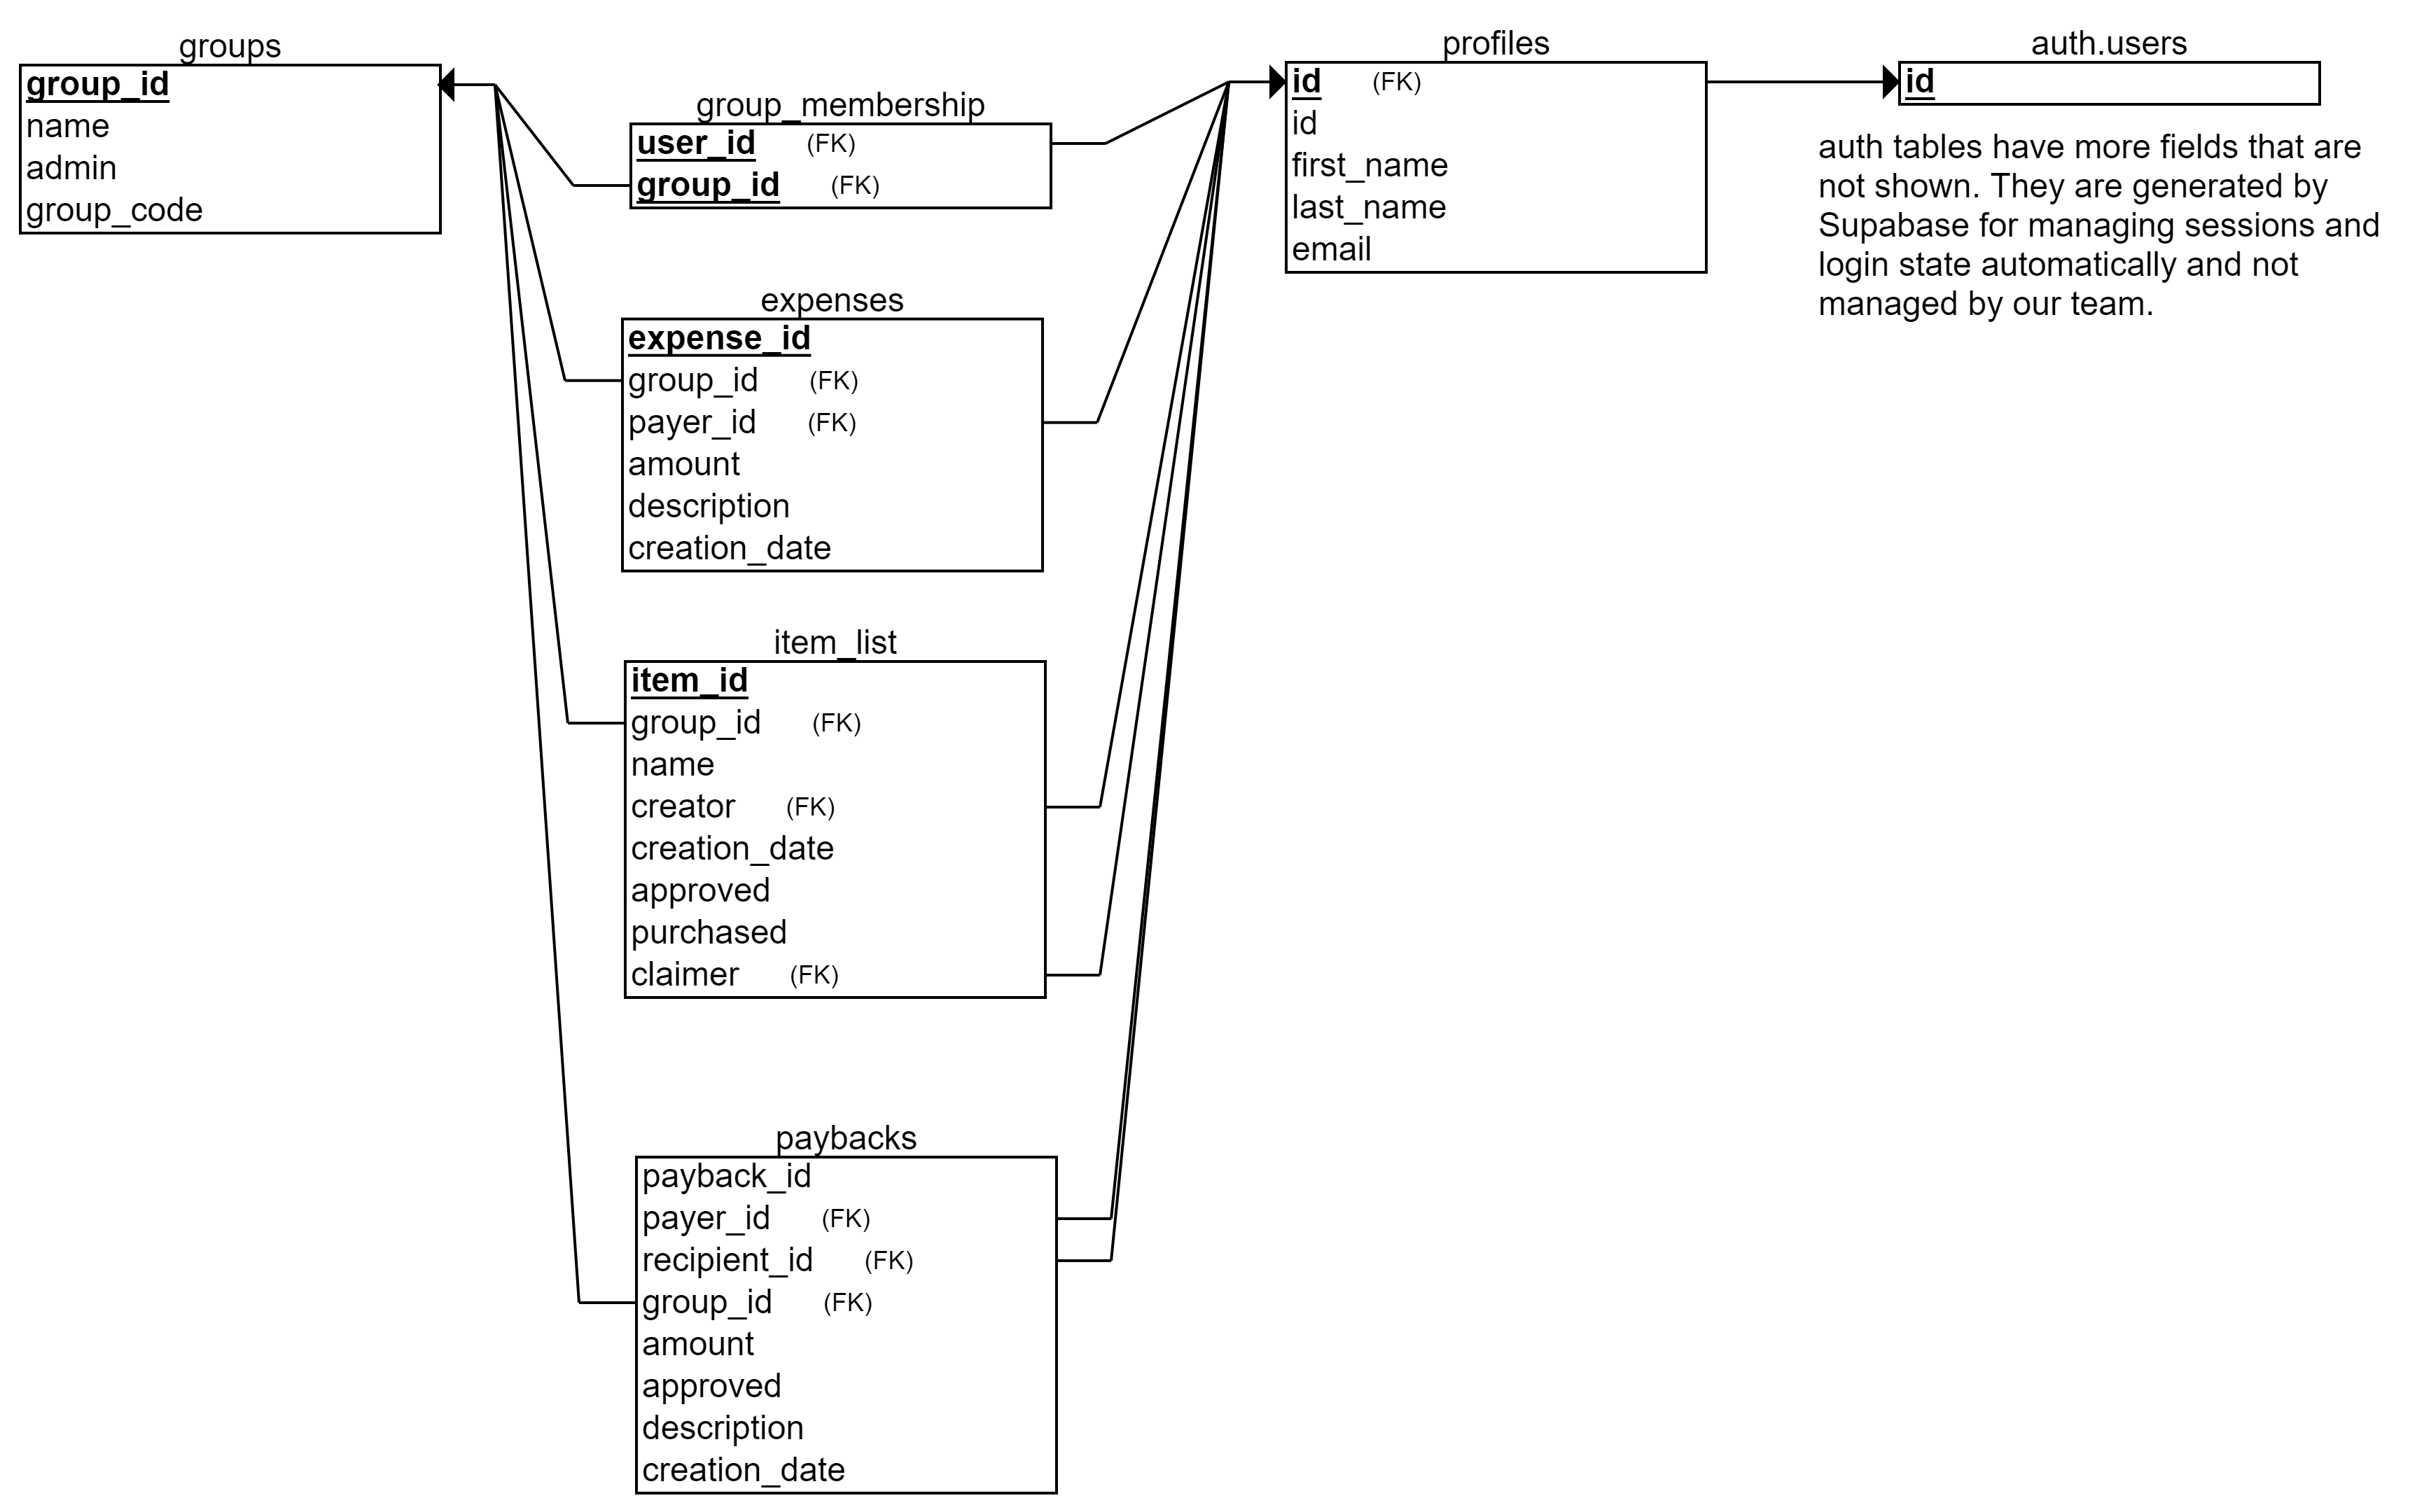 groups
group_id
name
admin
group_code
group_membership
user_id (FK)
group_id (FK)
expenses
expense_id
group_id (FK)
payer_id (FK)
amount
description
creation_date
item_list
item_id
group_id (FK)
name
creator (FK)
creation_date
approved
purchased
claimer (FK)
paybacks
payback_id
payer_id (FK)
recipient_id (FK)
group_id (FK)
amount
approved
description
creation_date
profiles
id (FK)
id
first_name
last_name
email
auth.users
id
auth tables have more fields that are
not shown. They are generated by
Supabase for managing sessions and
login state automatically and not
managed by our team.